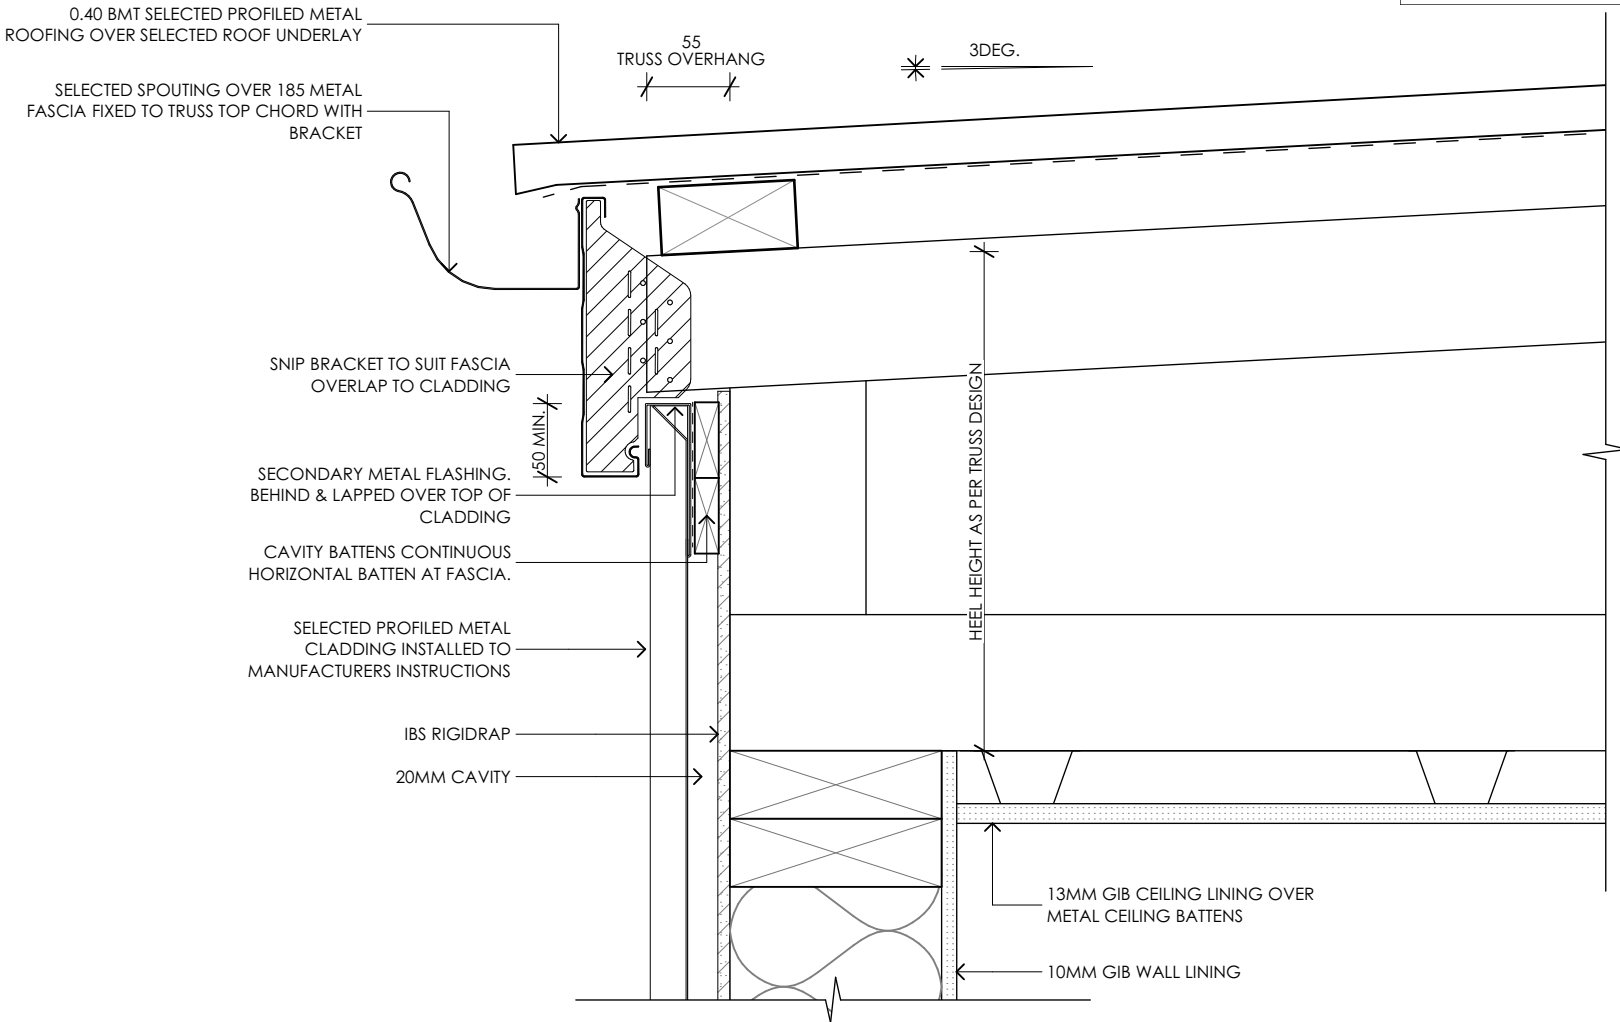 0.40 BMT SELECTED PROFILED METAL
ROOFING OVER SELECTED ROOF UNDERLAY
55
TRUSS OVERHANG
3DEG.
SELECTED SPOUTING OVER 185 METAL
FASCIA FIXED TO TRUSS TOP CHORD WITH
BRACKET
SNIP BRACKET TO SUIT FASCIA
OVERLAP TO CLADDING
50 MIN.
HEEL HEIGHT AS PER TRUSS DESIGN
SECONDARY METAL FLASHING.
BEHIND & LAPPED OVER TOP OF
CLADDING
CAVITY BATTENS CONTINUOUS
HORIZONTAL BATTEN AT FASCIA.
SELECTED PROFILED METAL
CLADDING INSTALLED TO
MANUFACTURERS INSTRUCTIONS
IBS RIGIDRAP
20MM CAVITY
13MM GIB CEILING LINING OVER
METAL CEILING BATTENS
10MM GIB WALL LINING